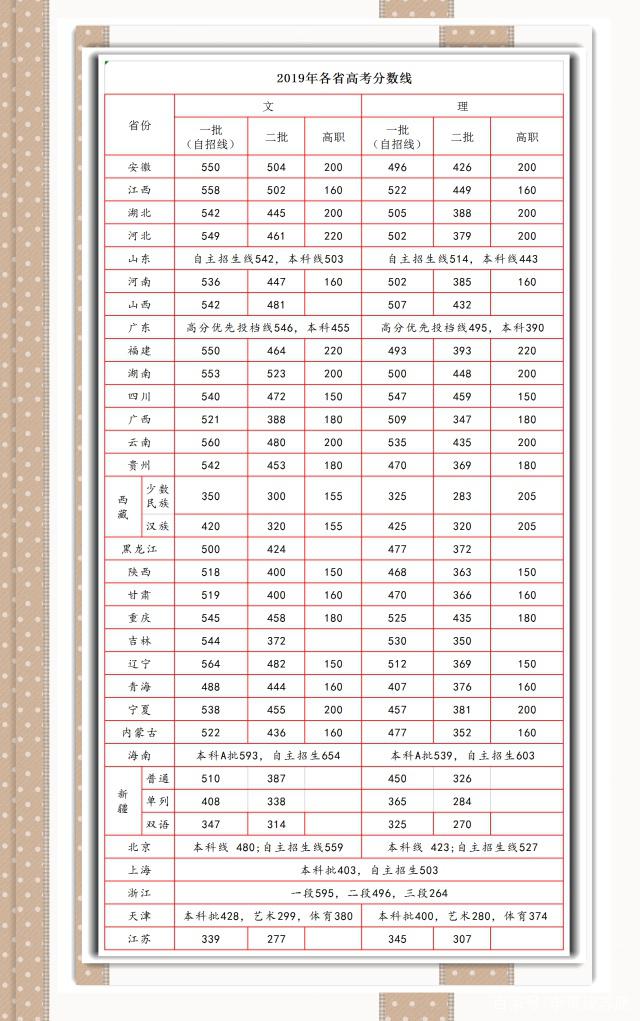 2019年各省高考分数线
省份 文 理
一批（自招线） 二批 高职 一批（自招线） 二批 高职
安徽 550 504 200 496 426 200
江西 558 502 160 522 449 160
湖北 542 445 200 505 388 200
河北 549 461 220 502 379 200
山东 自主招生线542，本科线503 自主招生线514，本科线443
河南 536 447 160 502 385 160
山西 542 481 507 432
广东 高分优先投档线546，本科455 高分优先投档线495，本科390
福建 550 464 220 493 393 220
湖南 553 523 200 500 448 200
四川 540 472 150 547 459 150
广西 521 388 180 509 347 180
云南 560 480 200 535 435 200
贵州 542 453 180 470 369 180
西藏 少数民族 350 300 155 325 283 205
汉族 420 320 155 425 320 205
黑龙江 500 424 477 372
陕西 518 400 150 468 363 150
甘肃 519 400 160 470 366 160
重庆 545 458 180 525 435 180
吉林 544 372 530 350
辽宁 564 482 150 512 369 150
青海 488 444 160 407 376 160
宁夏 538 455 200 457 381 200
内蒙古 522 436 160 477 352 160
海南 本科A批593，自主招生654 本科A批539，自主招生603
新疆 普通 510 387 450 326
单列 408 338 365 284
双语 347 314 325 270
北京 本科线 480;自主招生线559 本科线 423;自主招生线527
上海 本科批403，自主招生503
浙江 一段595，二段496，三段264
天津 本科批428，艺术299，体育380 本科批400，艺术280，体育374
江苏 339 277 345 307